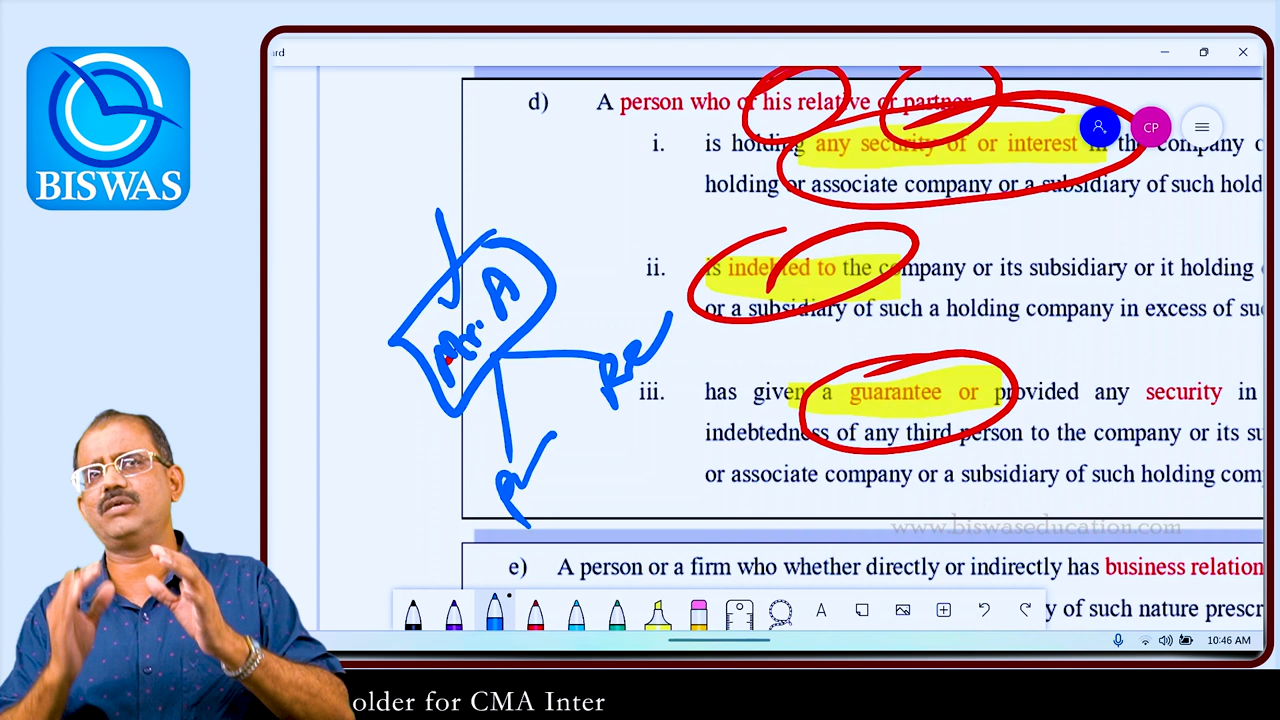 BISWAS
ard
d) A person who or his relative or partner
CP
i. is holding any security of or interest in the company o
holding or associate company or a subsidiary of such hold
ii. is indebted to the company or its subsidiary or it holding
or a subsidiary of such a holding company in excess of su
Mr. A
iii. has given a guarantee or provided any security in
indebtedness of any third person to the company or its su
or associate company or a subsidiary of such holding com
www.biswaseducation.com
e) A person or a firm who whether directly or indirectly has business relation
y of such nature prescr
A
10:46 AM
older for CMA Inter